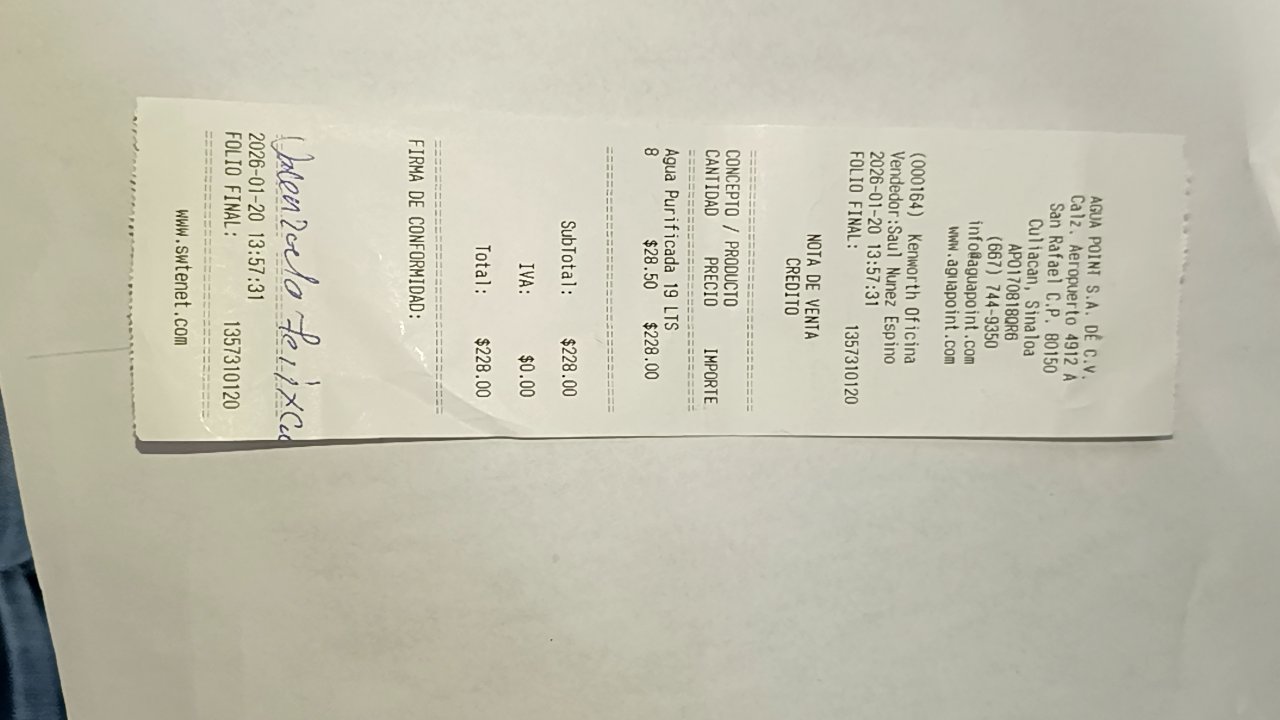 AGUA POINT S.A. DE C.V.
Calz. Aeropuerto 4912 A
San Rafael C.P. 80150
Culiacan, Sinaloa
APO170818QR6
(667) 744-9350
info@aguapoint.com
www.aguapoint.com
(000164) Kenworth Oficina
Vendedor:Saul Nunez Espino
2026-01-20 13:57:31
FOLIO FINAL: 1357310120
NOTA DE VENTA
CREDITO
CONCEPTO / PRODUCTO
CANTIDAD PRECIO IMPORTE
Agua Purificada 19 LTS
8 $28.50 $228.00
SubTotal: $228.00
IVA: $0.00
Total: $228.00
FIRMA DE CONFORMIDAD:
2026-01-20 13:57:31
FOLIO FINAL: 1357310120
www.swtenet.com